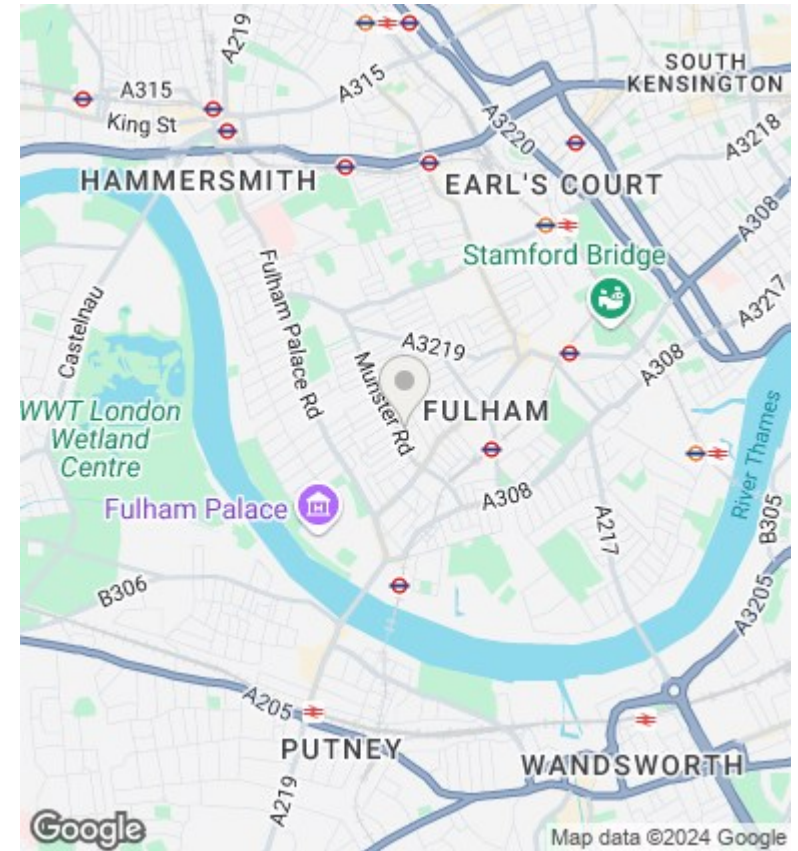 A219
SOUTH
KENSINGTON
A315
A315
King St
A3220
A3218
HAMMERSMITH
EARL'S COURT
A308
Stamford Bridge
A3217
Fulham Palace Rd
Castelnau
A3219
Munster Rd
A308
WWT London
Wetland
Centre
FULHAM
River Thames
Fulham Palace
A308
A217
B305
B306
A3205
A205
PUTNEY
WANDSWORTH
A219
Google
Map data ©2024 Google